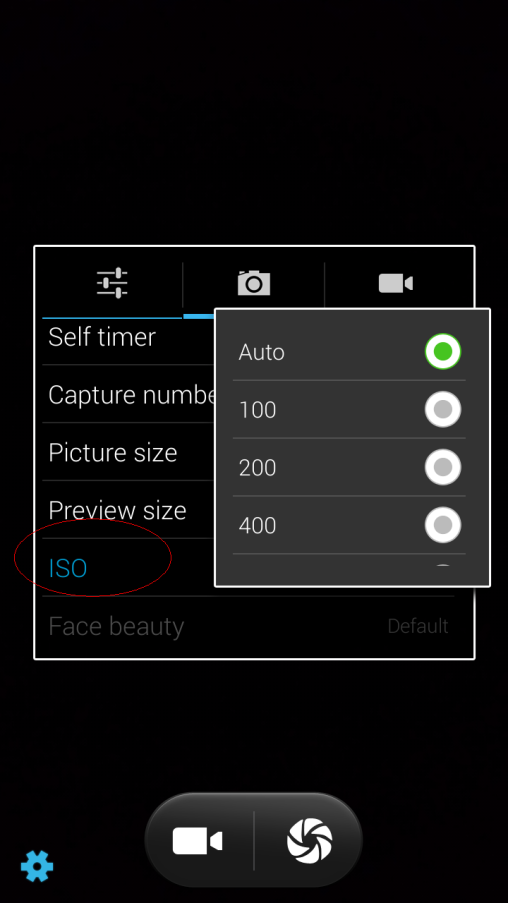 Self timer
Capture numbe
Picture size
Preview size
ISO
Face beauty Default
Auto
100
200
400